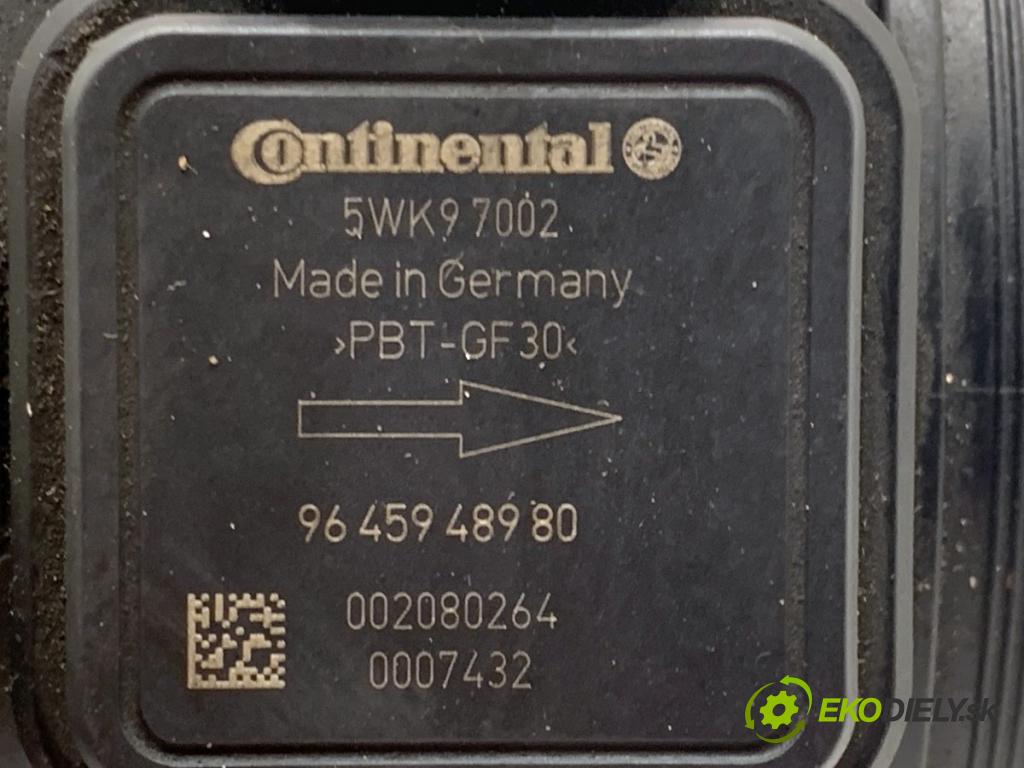 Continental
5WK9 7002
Made in Germany
>PBT-GF30<
96 459 489 80
002080264
0007432
EKODIELY.sk